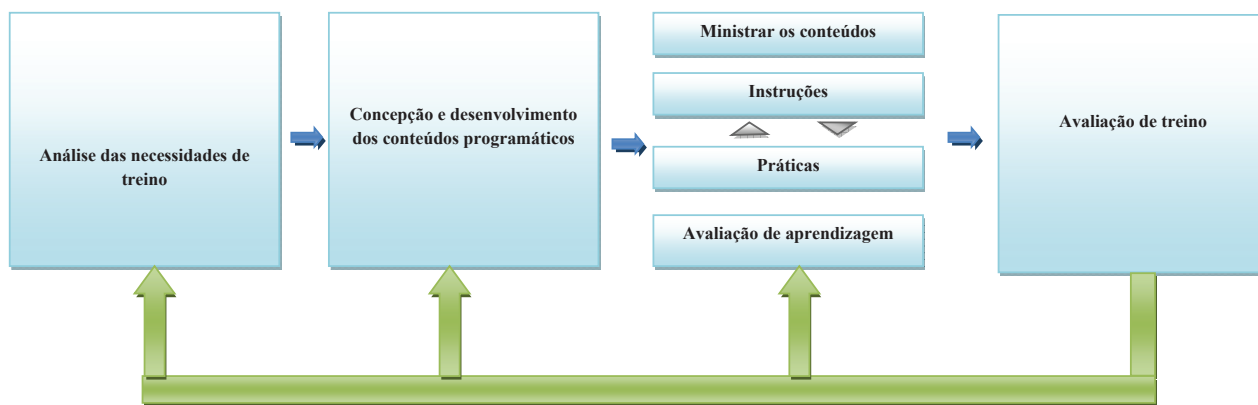 Análise das necessidades de
treino
Concepção e desenvolvimento
dos conteúdos programáticos
Ministrar os conteúdos
Instruções
Práticas
Avaliação de aprendizagem
Avaliação de treino